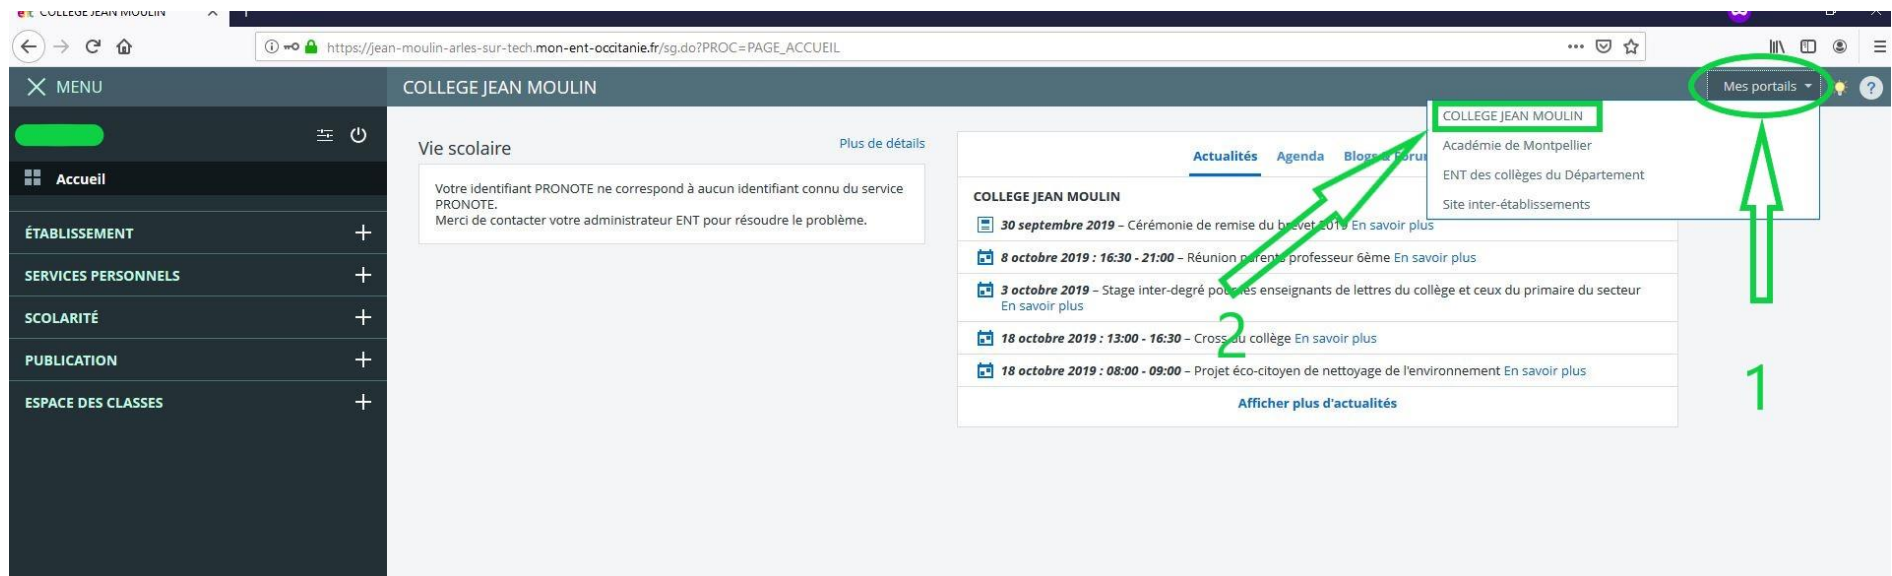 COLLEGE JEAN MOULIN
https://jean-moulin-arles-sur-tech.mon-ent-occitanie.fr/sg.do?PROC=PAGE_ACCUEIL
MENU
COLLEGE JEAN MOULIN
Mes portails
?
COLLEGE JEAN MOULIN
Académie de Montpellier
ENT des collèges du Département
Site inter-établissements
Accueil
ÉTABLISSEMENT
SERVICES PERSONNELS
SCOLARITÉ
PUBLICATION
ESPACE DES CLASSES
Vie scolaire
Plus de détails
Votre identifiant PRONOTE ne correspond à aucun identifiant connu du service
PRONOTE.
Merci de contacter votre administrateur ENT pour résoudre le problème.
Actualités Agenda Blogs & Forum
COLLEGE JEAN MOULIN
30 septembre 2019 – Cérémonie de remise du brevet 2019 En savoir plus
8 octobre 2019 : 16:30 - 21:00 – Réunion parents professeur 6ème En savoir plus
3 octobre 2019 – Stage inter-degré pour les enseignants de lettres du collège et ceux du primaire du secteur
En savoir plus
18 octobre 2019 : 13:00 - 16:30 – Cross du collège En savoir plus
18 octobre 2019 : 08:00 - 09:00 – Projet éco-citoyen de nettoyage de l'environnement En savoir plus
Afficher plus d'actualités
2
1